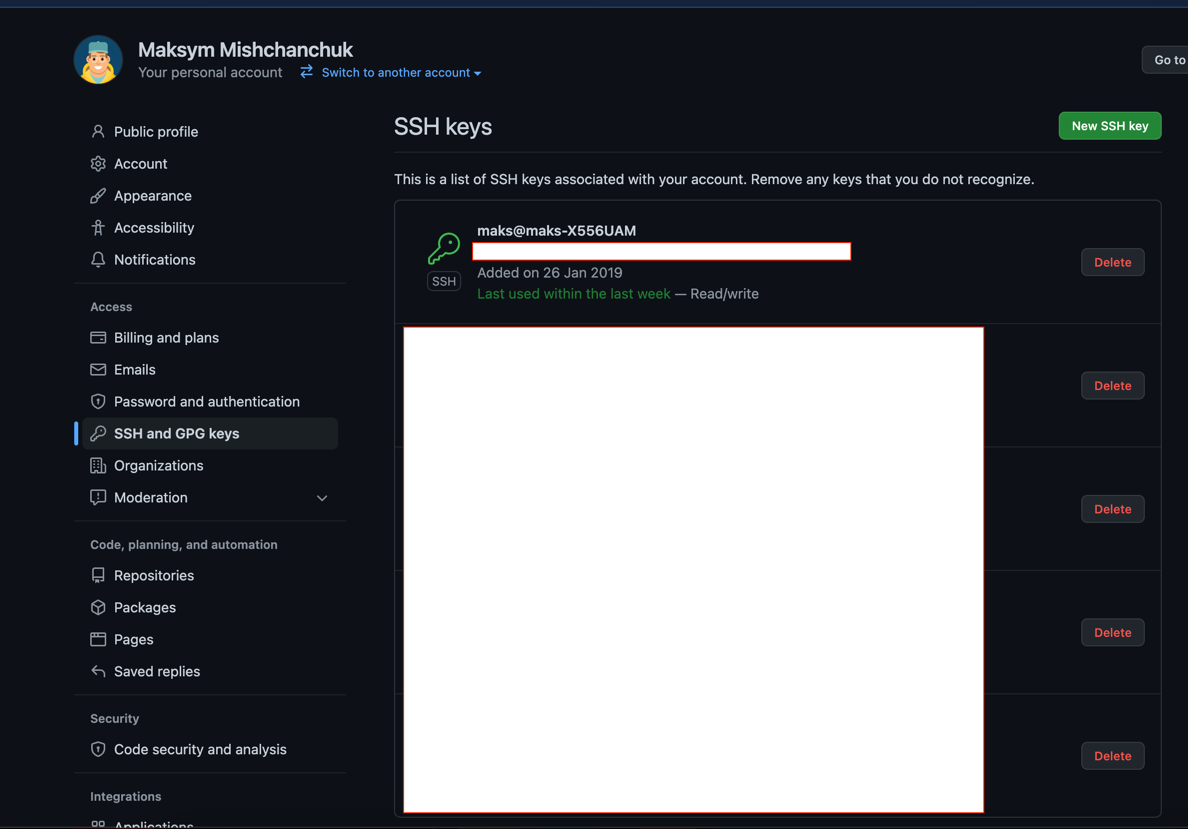 Maksym Mishchanchuk
Your personal account
Switch to another account
Go to
Public profile
Account
Appearance
Accessibility
Notifications
Access
Billing and plans
Emails
Password and authentication
SSH and GPG keys
Organizations
Moderation
Code, planning, and automation
Repositories
Packages
Pages
Saved replies
Security
Code security and analysis
Integrations
Applications
SSH keys
New SSH key
This is a list of SSH keys associated with your account. Remove any keys that you do not recognize.
maks@maks-X556UAM
SSH
Added on 26 Jan 2019
Last used within the last week — Read/write
Delete
Delete
Delete
Delete
Delete